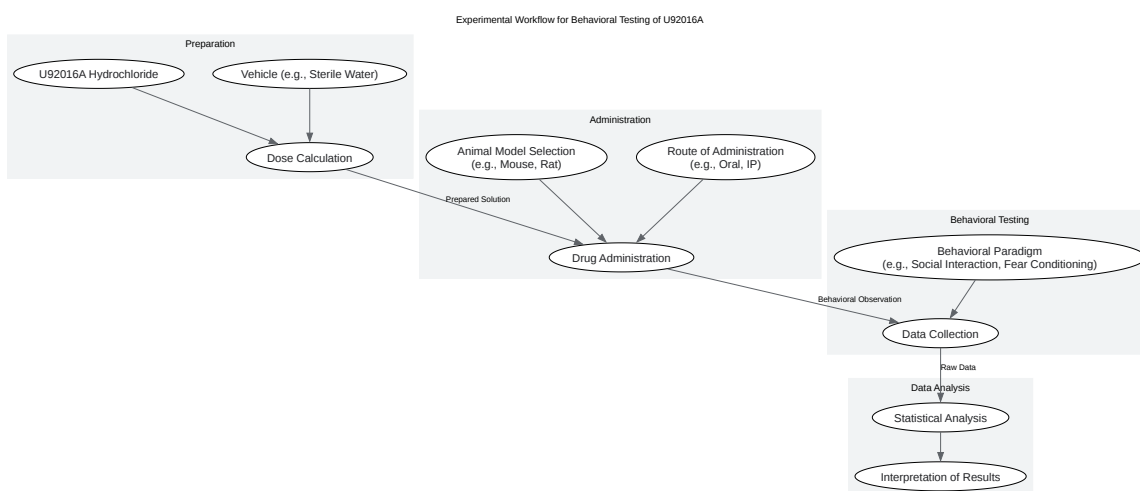 Experimental Workflow for Behavioral Testing of U92016A
Preparation
U92016A Hydrochloride
Vehicle (e.g., Sterile Water)
Dose Calculation
Administration
Animal Model Selection
(e.g., Mouse, Rat)
Route of Administration
(e.g., Oral, IP)
Prepared Solution
Drug Administration
Behavioral Testing
Behavioral Paradigm
(e.g., Social Interaction, Fear Conditioning)
Behavioral Observation
Data Collection
Raw Data
Data Analysis
Statistical Analysis
Interpretation of Results